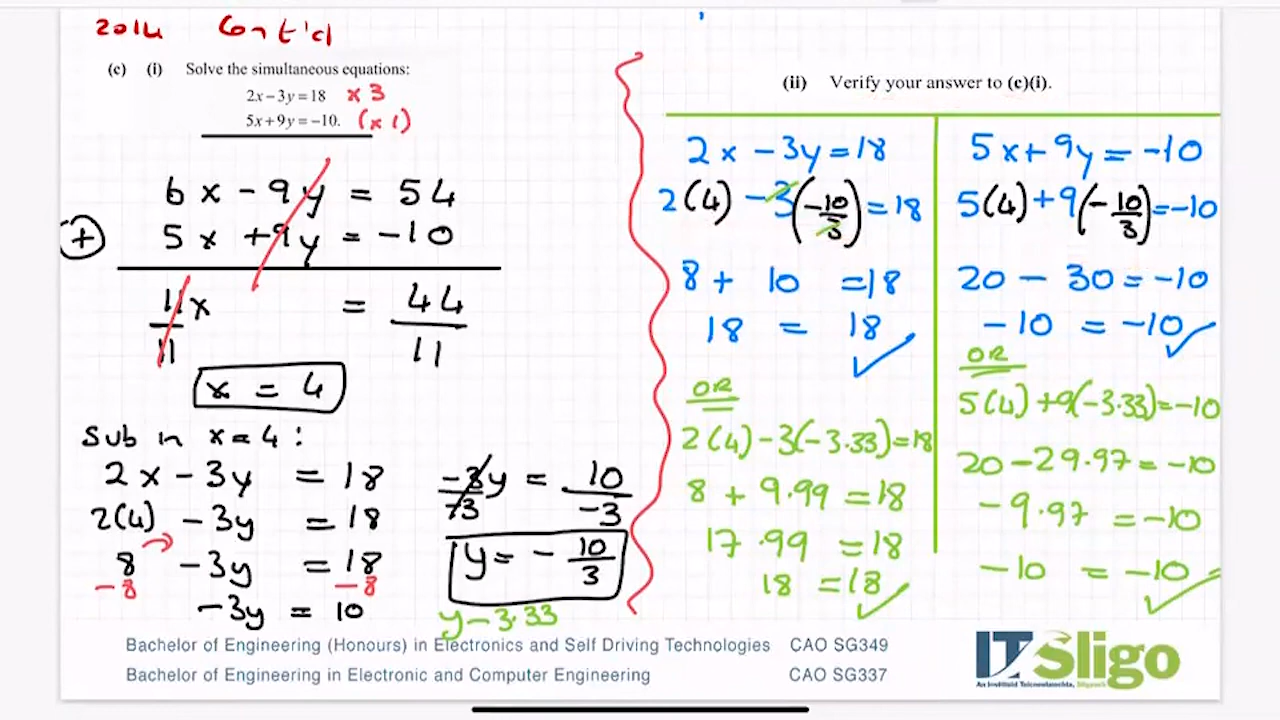 2014 Cont'd
(c) (i) Solve the simultaneous equations:
2x – 3y = 18 x 3
5x + 9y = –10. (x 1)
6x - 9y = 54
(+) 5x + 9y = -10
11x = 44
11 11
x = 4
Sub in x = 4:
2x - 3y = 18
2(4) - 3y = 18
8 - 3y = 18
-8 -8
-3y = 10
-3y = 10
-3 -3
y = - 10/3
y - 3.33
(ii) Verify your answer to (c)(i).
2x - 3y = 18
2(4) - 3(-10/3) = 18
8 + 10 = 18
18 = 18 ✓
OR
2(4) - 3(-3.33) = 18
8 + 9.99 = 18
17.99 = 18
18 = 18 ✓
5x + 9y = -10
5(4) + 9(-10/3) = -10
20 - 30 = -10
-10 = -10 ✓
OR
5(4) + 9(-3.33) = -10
20 - 29.97 = -10
-9.97 = -10
-10 = -10 ✓
Bachelor of Engineering (Honours) in Electronics and Self Driving Technologies CAO SG349
Bachelor of Engineering in Electronic and Computer Engineering CAO SG337
IT Sligo
An Institiúid Teicneolaíochta, Sligeach